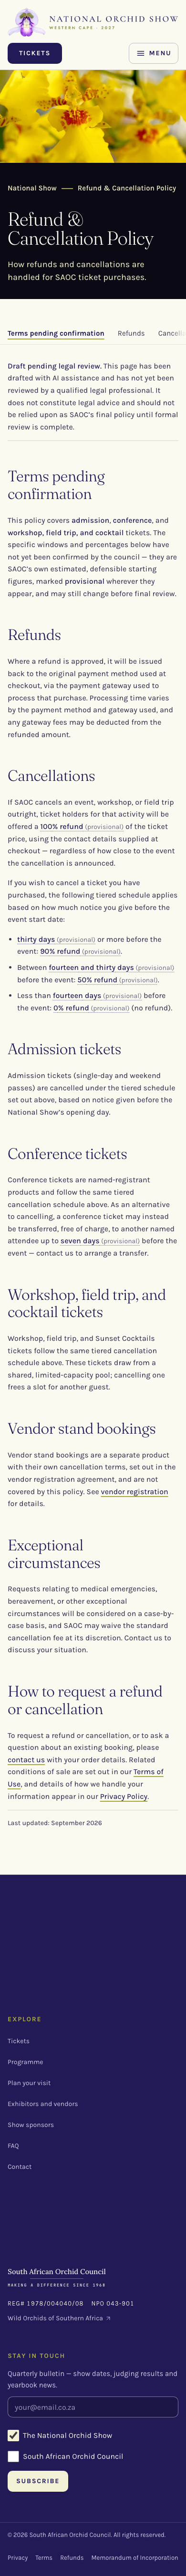 NATIONAL ORCHID SHOW
WESTERN CAPE · 2027
TICKETS
MENU
National Show — Refund & Cancellation Policy
Refund &
Cancellation Policy
How refunds and cancellations are
handled for SAOC ticket purchases.
Terms pending confirmation Refunds Cancella
Draft pending legal review. This page has been
drafted with AI assistance and has not yet been
reviewed by a qualified legal practitioner. It
does not constitute legal advice and should not
be relied upon as SAOC's final policy until formal
review is complete.
Terms pending
confirmation
This policy covers admission, conference, and
workshop, field trip, and cocktail tickets. The
specific windows and percentages below have
not yet been confirmed by the council — they are
SAOC's own estimated, defensible starting
figures, marked provisional wherever they
appear, and may still change before final review.
Refunds
Where a refund is approved, it will be issued
back to the original payment method used at
checkout, via the payment gateway used to
process that purchase. Processing time varies
by the payment method and gateway used, and
any gateway fees may be deducted from the
refunded amount.
Cancellations
If SAOC cancels an event, workshop, or field trip
outright, ticket holders for that activity will be
offered a 100% refund (provisional) of the ticket
price, using the contact details supplied at
checkout — regardless of how close to the event
the cancellation is announced.
If you wish to cancel a ticket you have
purchased, the following tiered schedule applies
based on how much notice you give before the
event start date:
• thirty days (provisional) or more before the
event: 90% refund (provisional).
• Between fourteen and thirty days (provisional)
before the event: 50% refund (provisional).
• Less than fourteen days (provisional) before
the event: 0% refund (provisional) (no refund).
Admission tickets
Admission tickets (single-day and weekend
passes) are cancelled under the tiered schedule
set out above, based on notice given before the
National Show's opening day.
Conference tickets
Conference tickets are named-registrant
products and follow the same tiered
cancellation schedule above. As an alternative
to cancelling, a conference ticket may instead
be transferred, free of charge, to another named
attendee up to seven days (provisional) before the
event — contact us to arrange a transfer.
Workshop, field trip, and
cocktail tickets
Workshop, field trip, and Sunset Cocktails
tickets follow the same tiered cancellation
schedule above. These tickets draw from a
shared, limited-capacity pool; cancelling one
frees a slot for another guest.
Vendor stand bookings
Vendor stand bookings are a separate product
with their own cancellation terms, set out in the
vendor registration agreement, and are not
covered by this policy. See vendor registration
for details.
Exceptional
circumstances
Requests relating to medical emergencies,
bereavement, or other exceptional
circumstances will be considered on a case-by-
case basis, and SAOC may waive the standard
cancellation fee at its discretion. Contact us to
discuss your situation.
How to request a refund
or cancellation
To request a refund or cancellation, or to ask a
question about an existing booking, please
contact us with your order details. Related
conditions of sale are set out in our Terms of
Use, and details of how we handle your
information appear in our Privacy Policy.
Last updated: September 2026
EXPLORE
Tickets
Programme
Plan your visit
Exhibitors and vendors
Show sponsors
FAQ
Contact
South African Orchid Council
MAKING A DIFFERENCE SINCE 1968
REG# 1978/004040/08 NPO 043-901
Wild Orchids of Southern Africa ↗
STAY IN TOUCH
Quarterly bulletin — show dates, judging results and
yearbook news.
your@email.co.za
The National Orchid Show
South African Orchid Council
SUBSCRIBE
© 2026 South African Orchid Council. All rights reserved.
Privacy Terms Refunds Memorandum of Incorporation